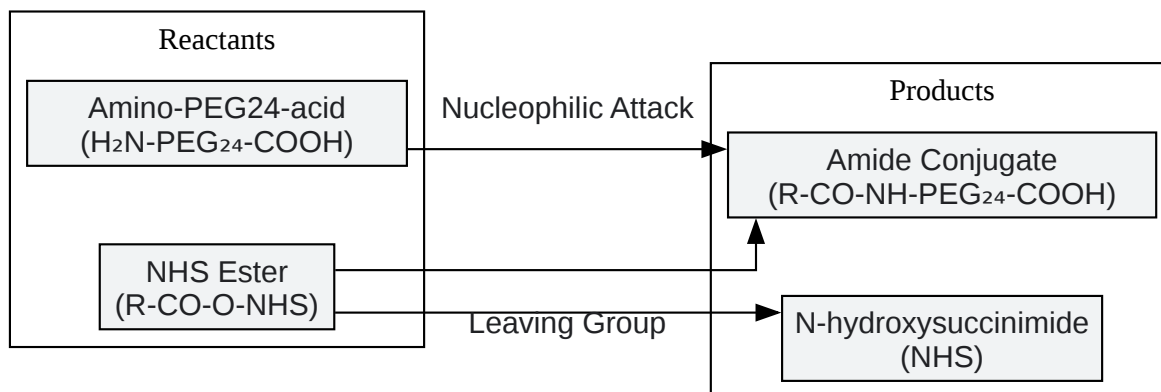 Reactants
Amino-PEG24-acid
(H₂N-PEG₂₄-COOH)
NHS Ester
(R-CO-O-NHS)
Nucleophilic Attack
Leaving Group
Products
Amide Conjugate
(R-CO-NH-PEG₂₄-COOH)
N-hydroxysuccinimide
(NHS)